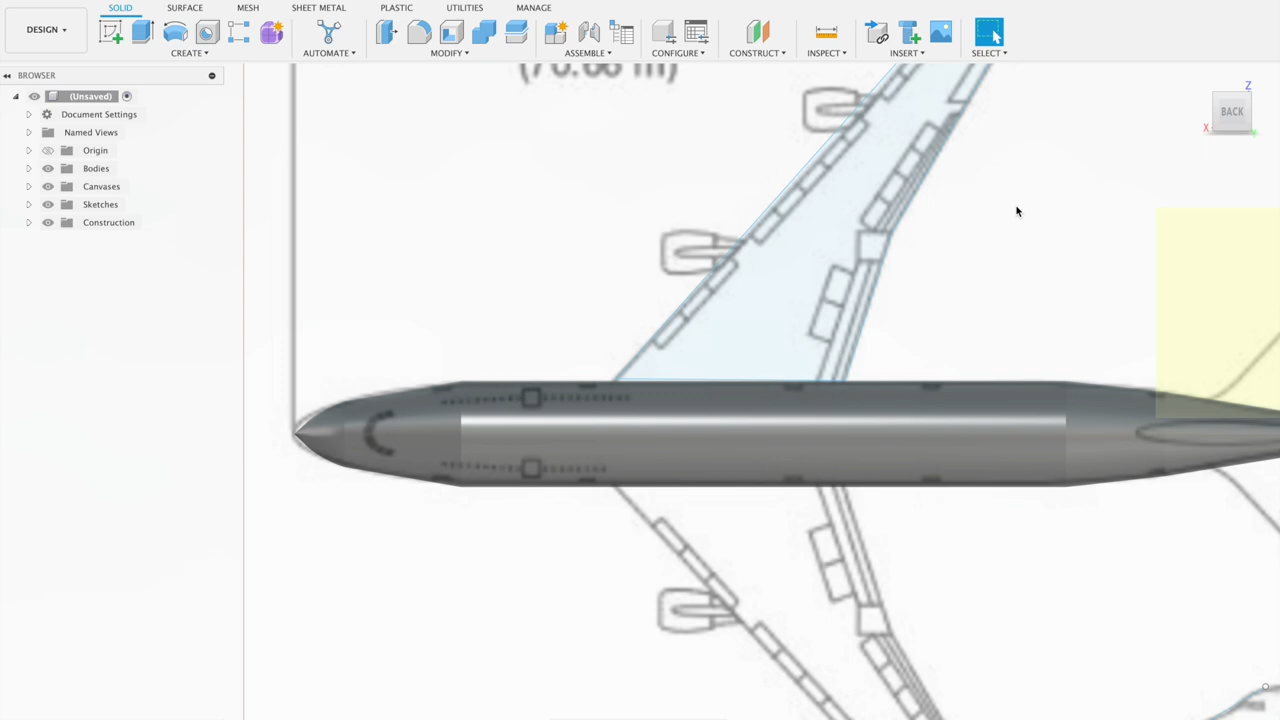 SOLID SURFACE MESH SHEET METAL PLASTIC UTILITIES MANAGE
DESIGN
CREATE AUTOMATE MODIFY ASSEMBLE CONFIGURE CONSTRUCT INSPECT INSERT SELECT
BROWSER
(Unsaved)
Document Settings
Named Views
Origin
Bodies
Canvases
Sketches
Construction
Z
BACK
X